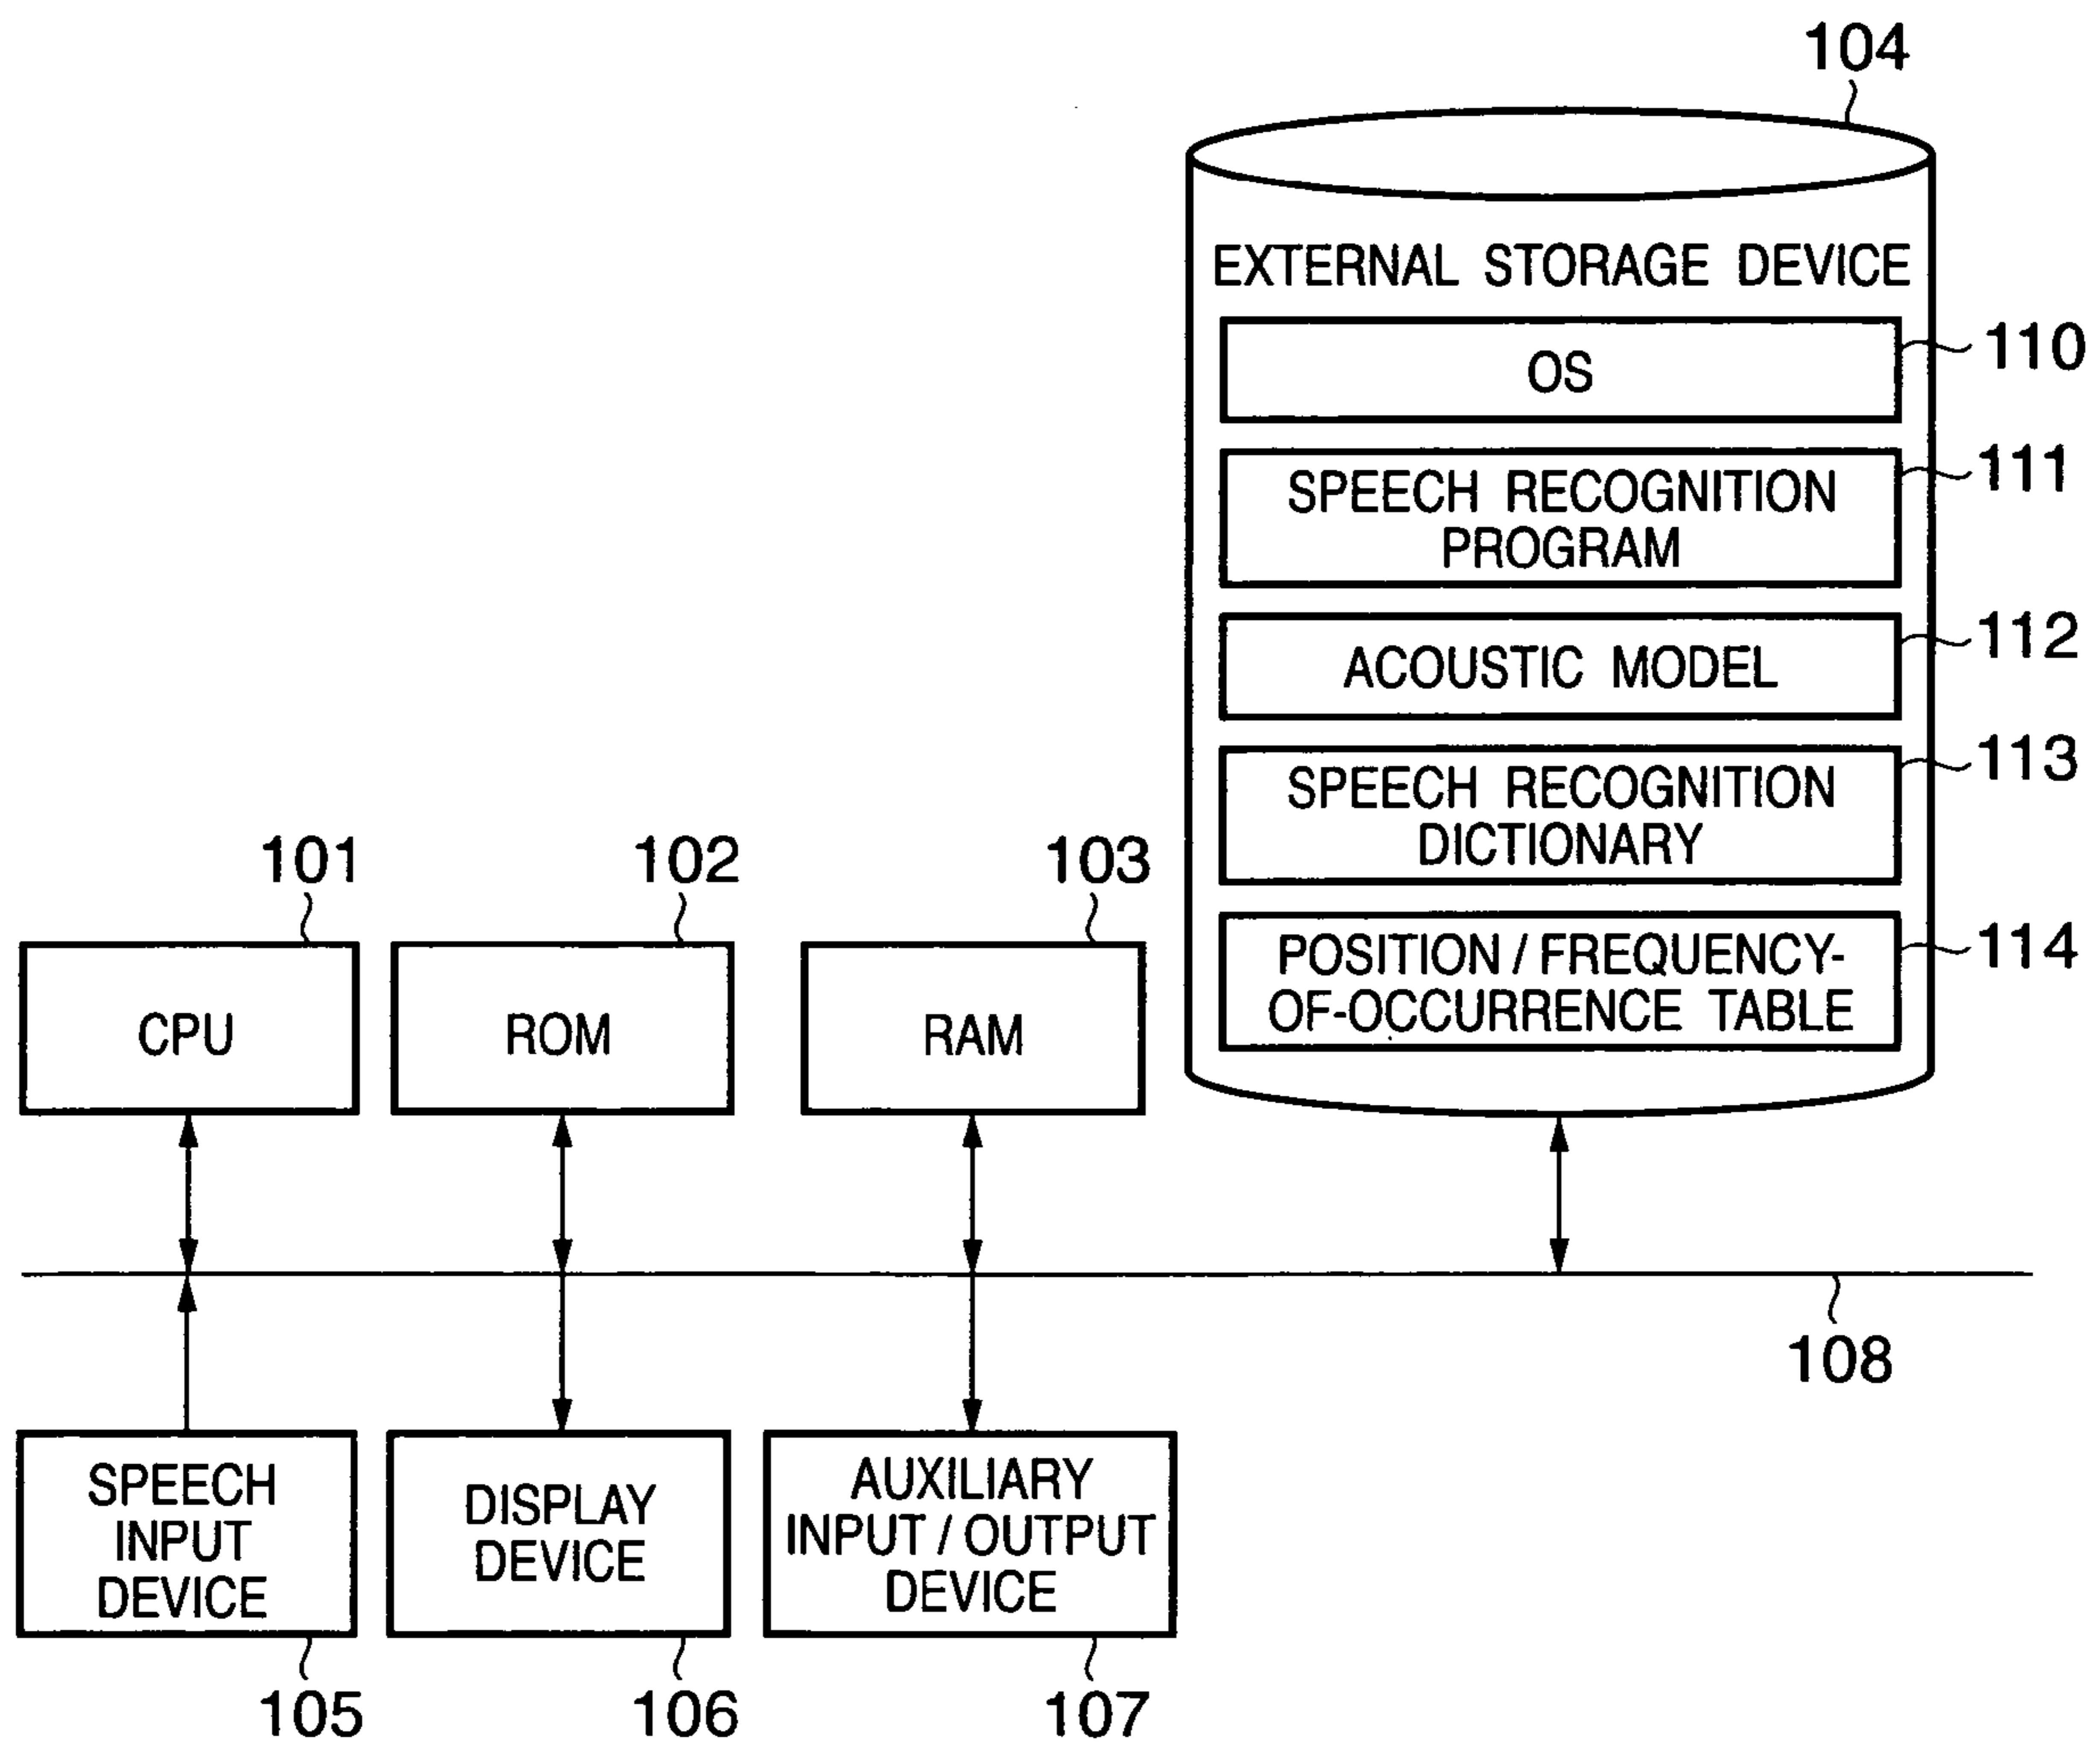 104
EXTERNAL STORAGE DEVICE
OS
110
SPEECH RECOGNITION
PROGRAM
111
ACOUSTIC MODEL
112
SPEECH RECOGNITION
DICTIONARY
113
POSITION / FREQUENCY-
OF-OCCURRENCE TABLE
114
101
102
103
CPU
ROM
RAM
108
SPEECH
INPUT
DEVICE
DISPLAY
DEVICE
AUXILIARY
INPUT / OUTPUT
DEVICE
105
106
107